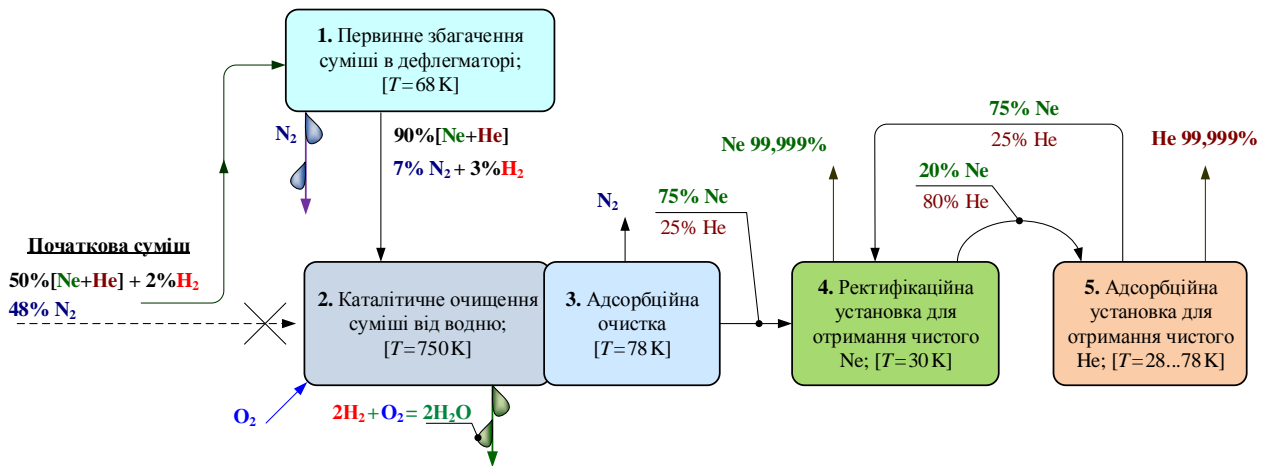 1. Первинне збагачення
суміші в дефлегматорі;
[T=68 K]
N₂
90%[Ne+He]
7% N₂ + 3%H₂
Початкова суміш
50%[Ne+He] + 2%H₂
48% N₂
2. Каталітичне очищення
суміші від водню;
[T=750 K]
O₂
2H₂+O₂= 2H₂O
3. Адсорбційна
очистка
[T=78 K]
N₂
75% Ne
25% He
Ne 99,999%
4. Ректифікаційна
установка для
отримання чистого
Ne; [T=30 K]
75% Ne
25% He
20% Ne
80% He
He 99,999%
5. Адсорбційна
установка для
отримання чистого
He; [T=28...78 K]